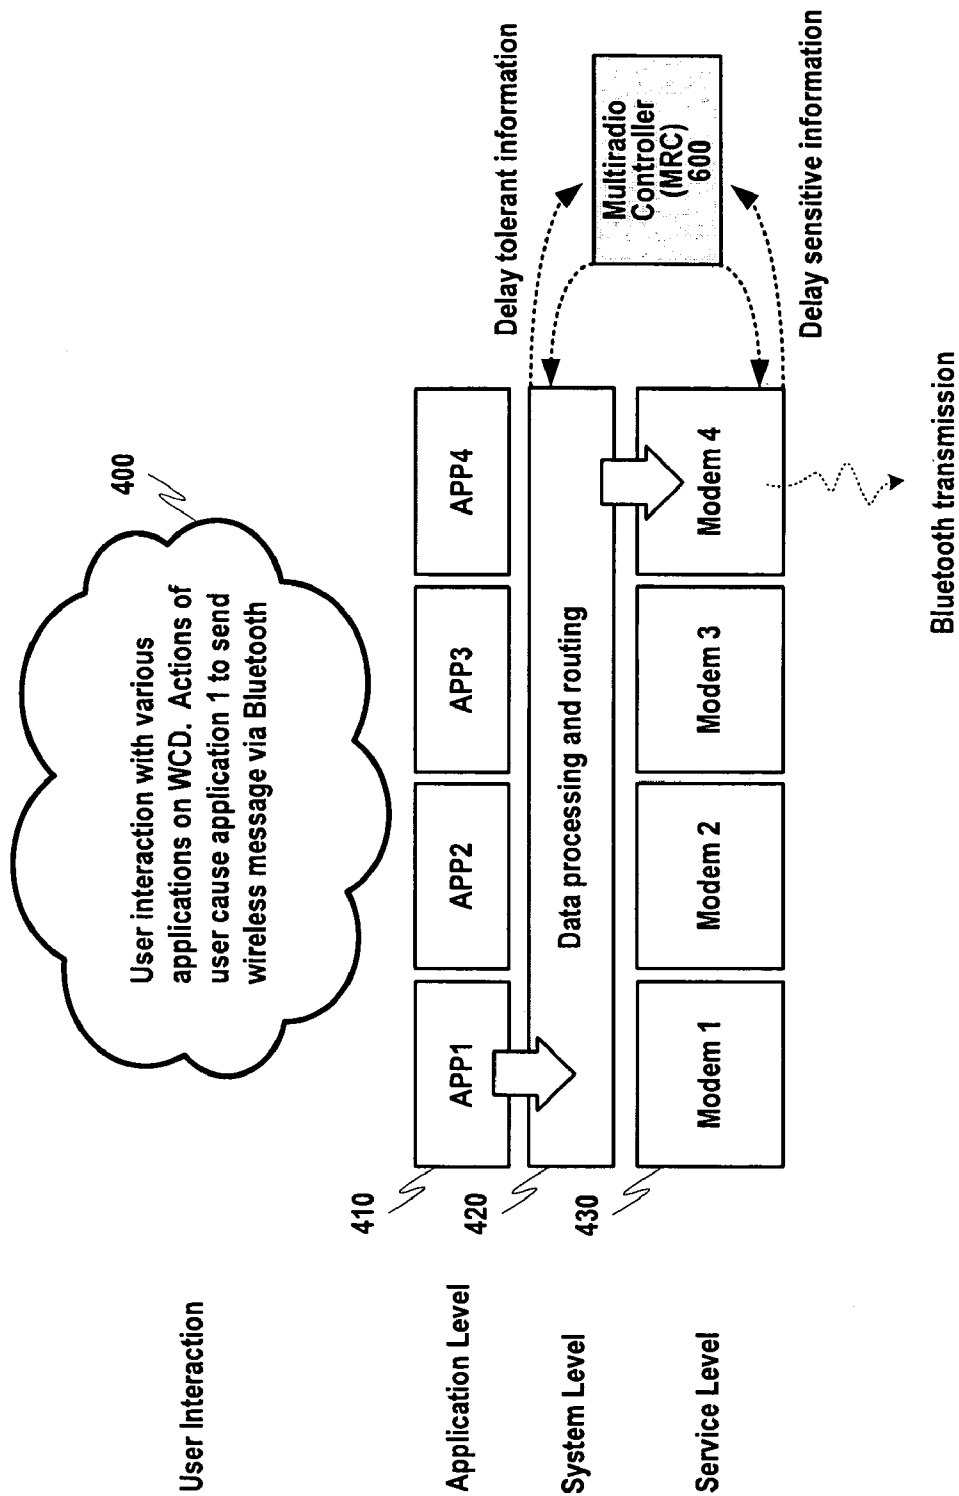 User Interaction
400
User interaction with various
applications on WCD. Actions of
user cause application 1 to send
wireless message via Bluetooth
Application Level
410
APP1
APP2
APP3
APP4
Delay tolerant information
System Level
420
Data processing and routing
Multiradio
Controller
(MRC)
600
Service Level
430
Modem 1
Modem 2
Modem 3
Modem 4
Delay sensitive information
Bluetooth transmission